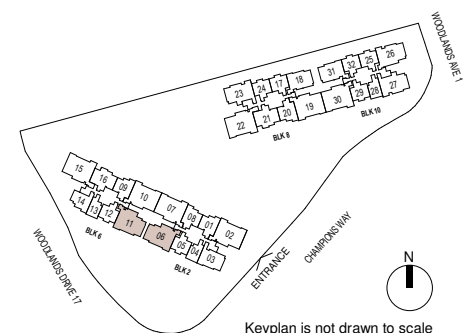 WOODLANDS AVE 1
23 24 17 18 31 32 25 26
22 21 20 19 30 29 28 27
BLK 8
BLK 10
15 16 09 10 07 08 01 02
14 13 12 11 06 05 04 03
BLK 6
BLK 2
WOODLANDS DRIVE 17
ENTRANCE
CHAMPIONS WAY
N
Keyplan is not drawn to scale